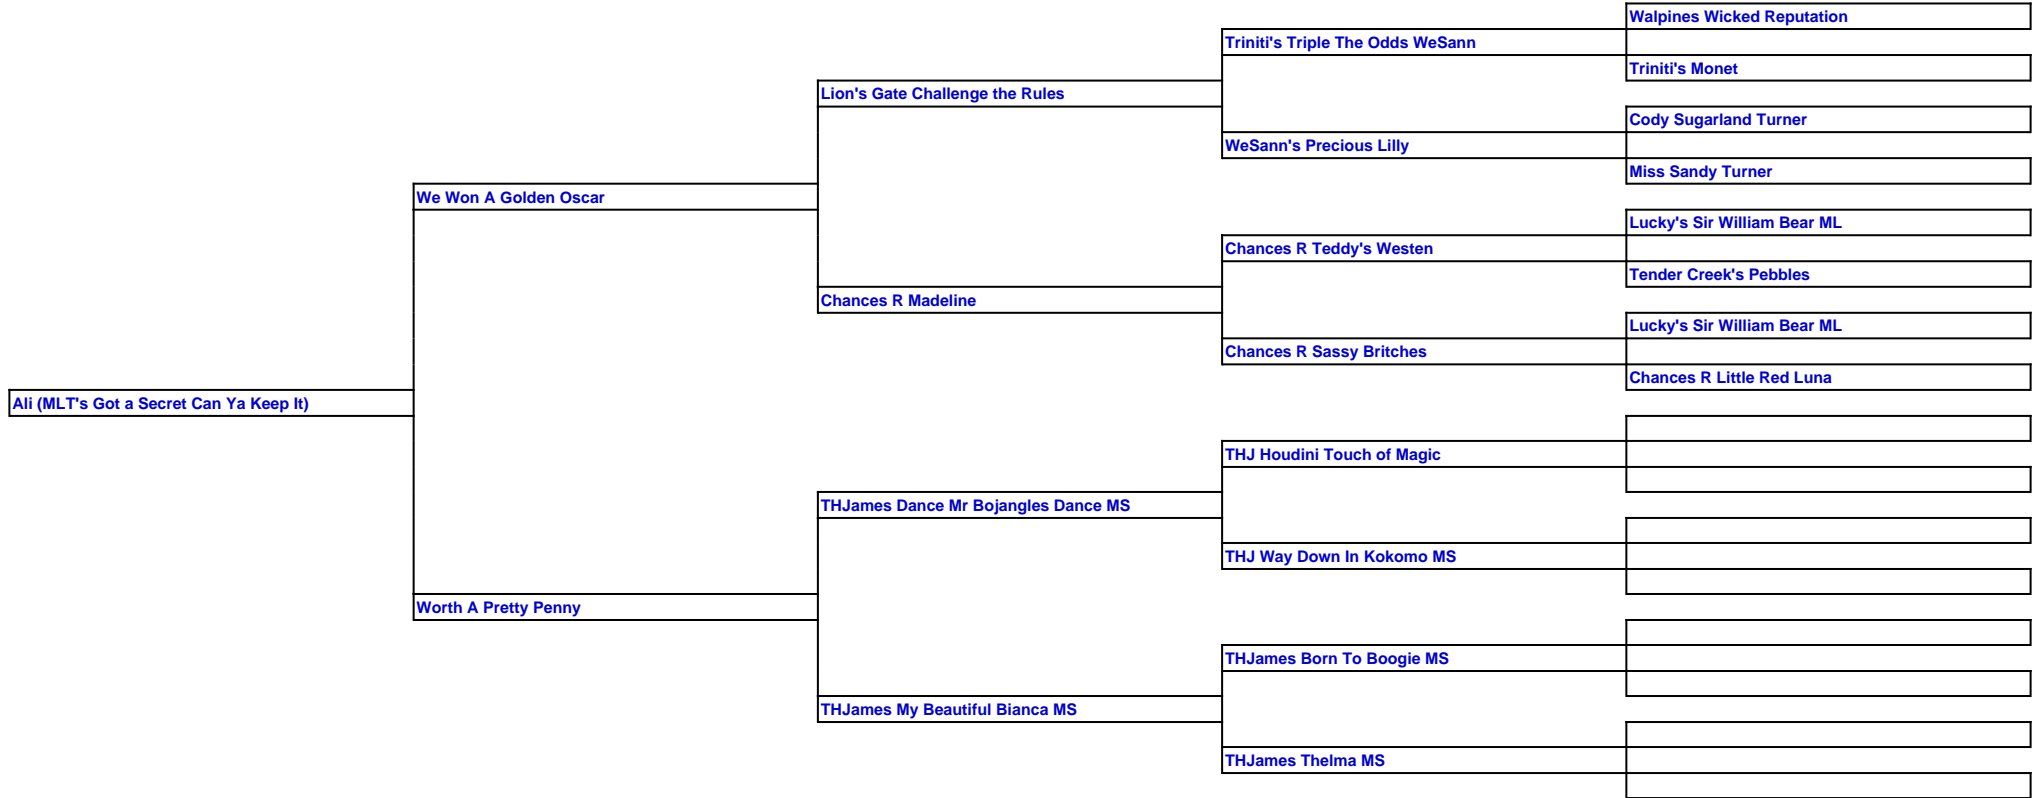 Walpines Wicked Reputation
Triniti's Triple The Odds WeSann
Triniti's Monet
Lion's Gate Challenge the Rules
Cody Sugarland Turner
WeSann's Precious Lilly
Miss Sandy Turner
We Won A Golden Oscar
Lucky's Sir William Bear ML
Chances R Teddy's Westen
Tender Creek's Pebbles
Chances R Madeline
Lucky's Sir William Bear ML
Chances R Sassy Britches
Chances R Little Red Luna
Ali (MLT's Got a Secret Can Ya Keep It)
THJ Houdini Touch of Magic
THJames Dance Mr Bojangles Dance MS
THJ Way Down In Kokomo MS
Worth A Pretty Penny
THJames Born To Boogie MS
THJames My Beautiful Bianca MS
THJames Thelma MS